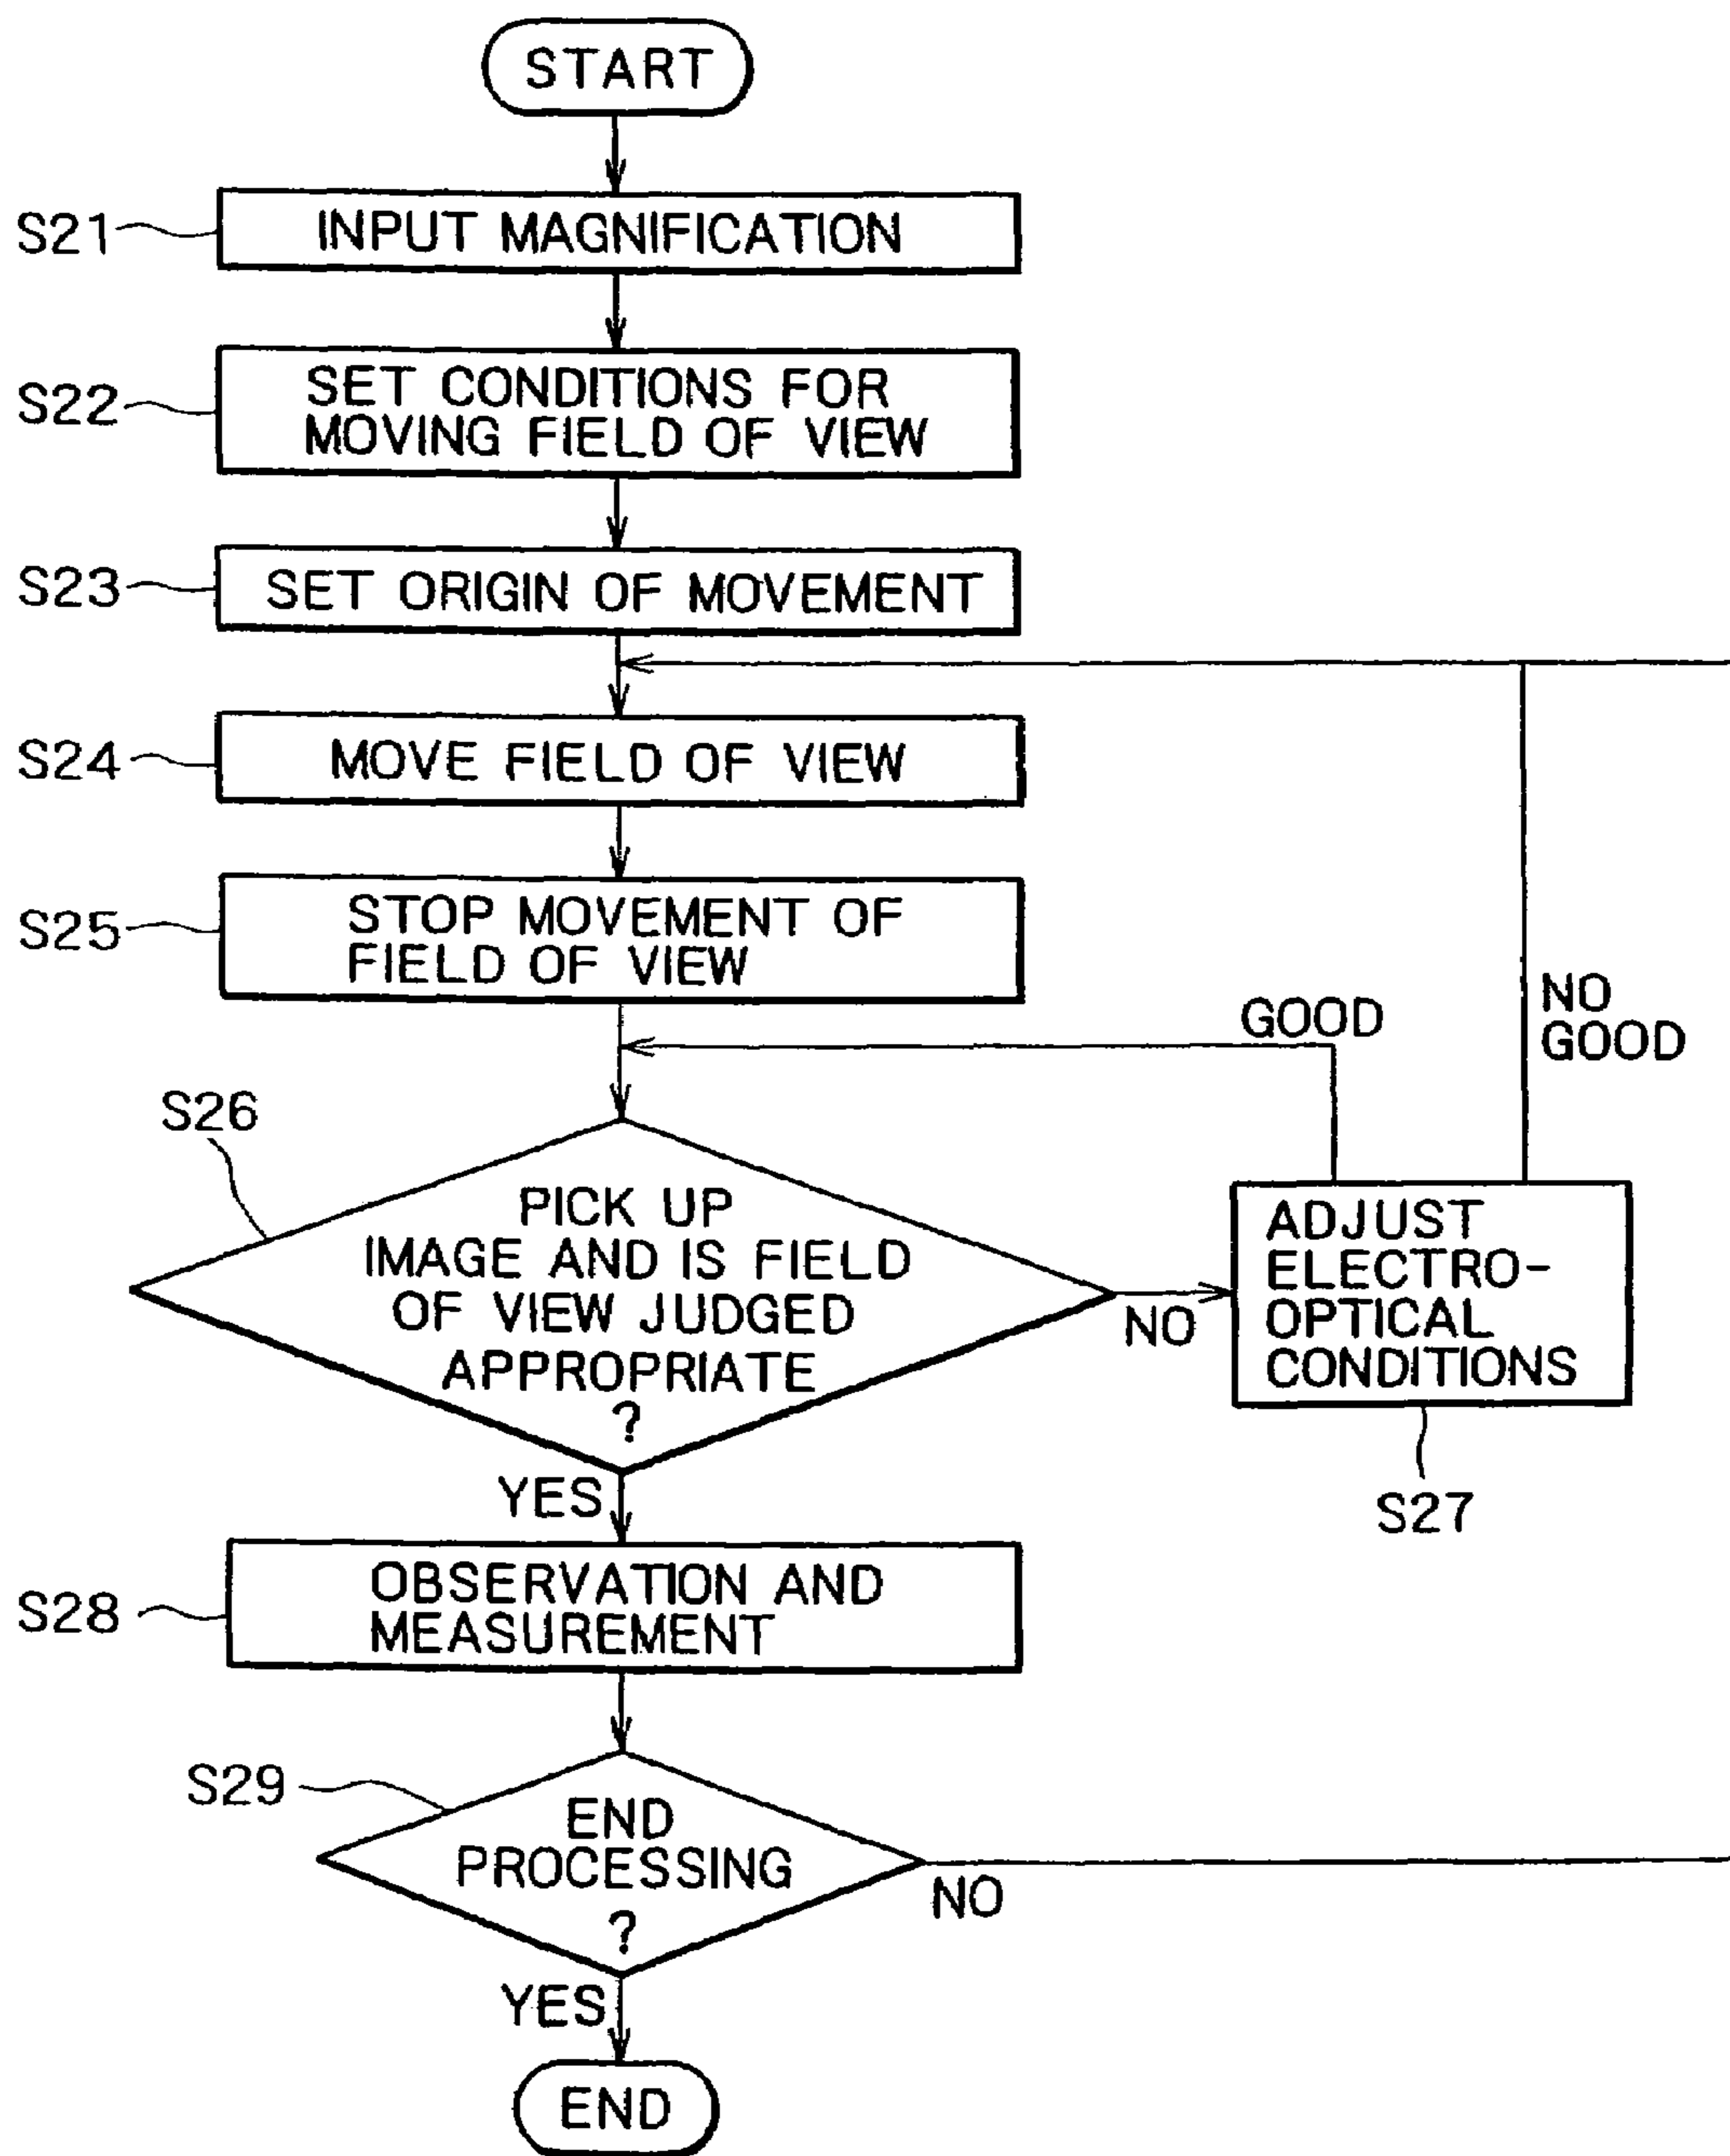 START
S21
INPUT MAGNIFICATION
S22
SET CONDITIONS FOR
MOVING FIELD OF VIEW
S23
SET ORIGIN OF MOVEMENT
S24
MOVE FIELD OF VIEW
S25
STOP MOVEMENT OF
FIELD OF VIEW
GOOD
NO
GOOD
S26
PICK UP
IMAGE AND IS FIELD
OF VIEW JUDGED
APPROPRIATE
?
NO
ADJUST
ELECTRO-
OPTICAL
CONDITIONS
S27
YES
S28
OBSERVATION AND
MEASUREMENT
S29
END
PROCESSING
?
NO
YES
END